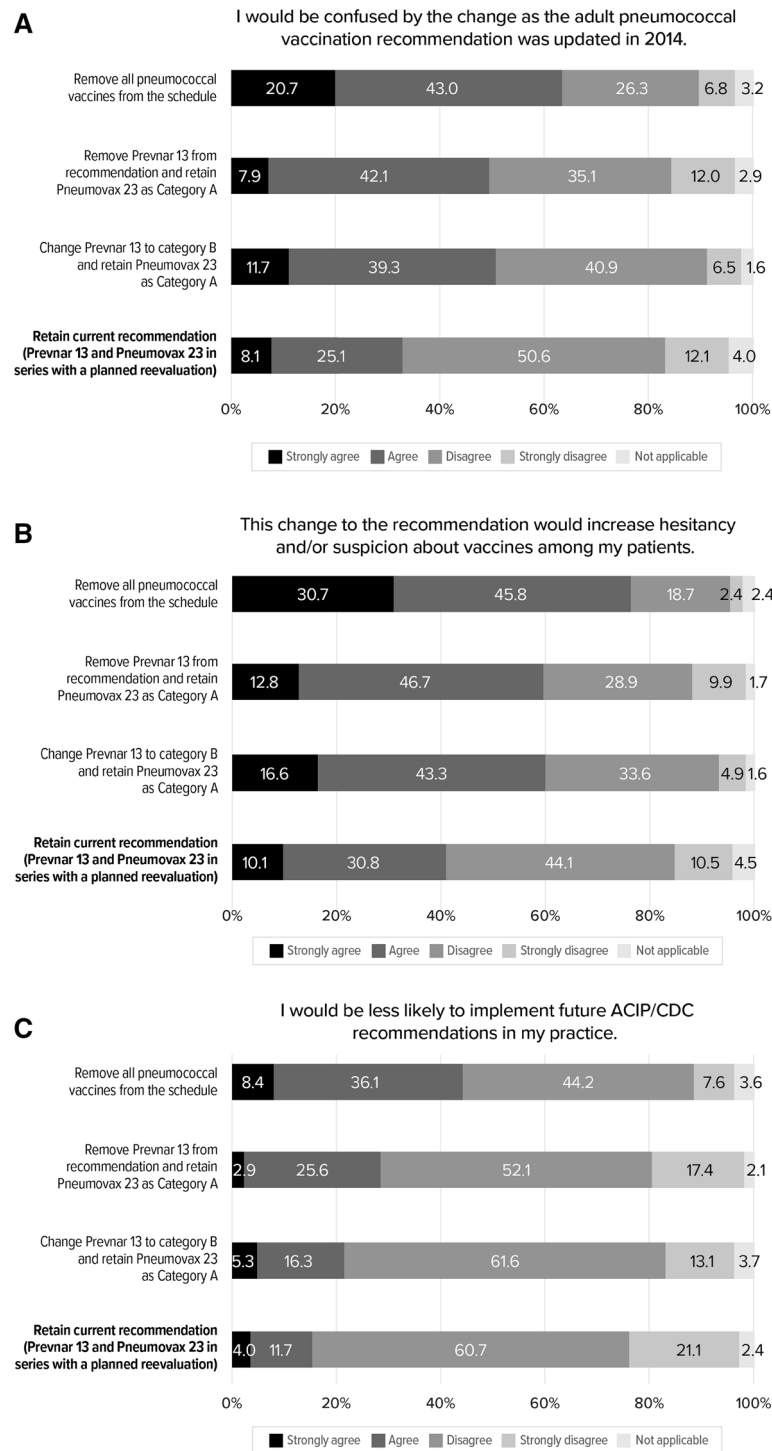 A
I would be confused by the change as the adult pneumococcal
vaccination recommendation was updated in 2014.
Remove all pneumococcal
vaccines from the schedule
20.7 43.0 26.3 6.8 3.2
Remove Prevnar 13 from
recommendation and retain
Pneumovax 23 as Category A
7.9 42.1 35.1 12.0 2.9
Change Prevnar 13 to category B
and retain Pneumovax 23
as Category A
11.7 39.3 40.9 6.5 1.6
Retain current recommendation
(Prevnar 13 and Pneumovax 23 in
series with a planned reevaluation)
8.1 25.1 50.6 12.1 4.0
0% 20% 40% 60% 80% 100%
Strongly agree Agree Disagree Strongly disagree Not applicable
B
This change to the recommendation would increase hesitancy
and/or suspicion about vaccines among my patients.
Remove all pneumococcal
vaccines from the schedule
30.7 45.8 18.7 2.4 2.4
Remove Prevnar 13 from
recommendation and retain
Pneumovax 23 as Category A
12.8 46.7 28.9 9.9 1.7
Change Prevnar 13 to category B
and retain Pneumovax 23
as Category A
16.6 43.3 33.6 4.9 1.6
Retain current recommendation
(Prevnar 13 and Pneumovax 23 in
series with a planned reevaluation)
10.1 30.8 44.1 10.5 4.5
0% 20% 40% 60% 80% 100%
Strongly agree Agree Disagree Strongly disagree Not applicable
C
I would be less likely to implement future ACIP/CDC
recommendations in my practice.
Remove all pneumococcal
vaccines from the schedule
8.4 36.1 44.2 7.6 3.6
Remove Prevnar 13 from
recommendation and retain
Pneumovax 23 as Category A
2.9 25.6 52.1 17.4 2.1
Change Prevnar 13 to category B
and retain Pneumovax 23
as Category A
5.3 16.3 61.6 13.1 3.7
Retain current recommendation
(Prevnar 13 and Pneumovax 23 in
series with a planned reevaluation)
4.0 11.7 60.7 21.1 2.4
0% 20% 40% 60% 80% 100%
Strongly agree Agree Disagree Strongly disagree Not applicable